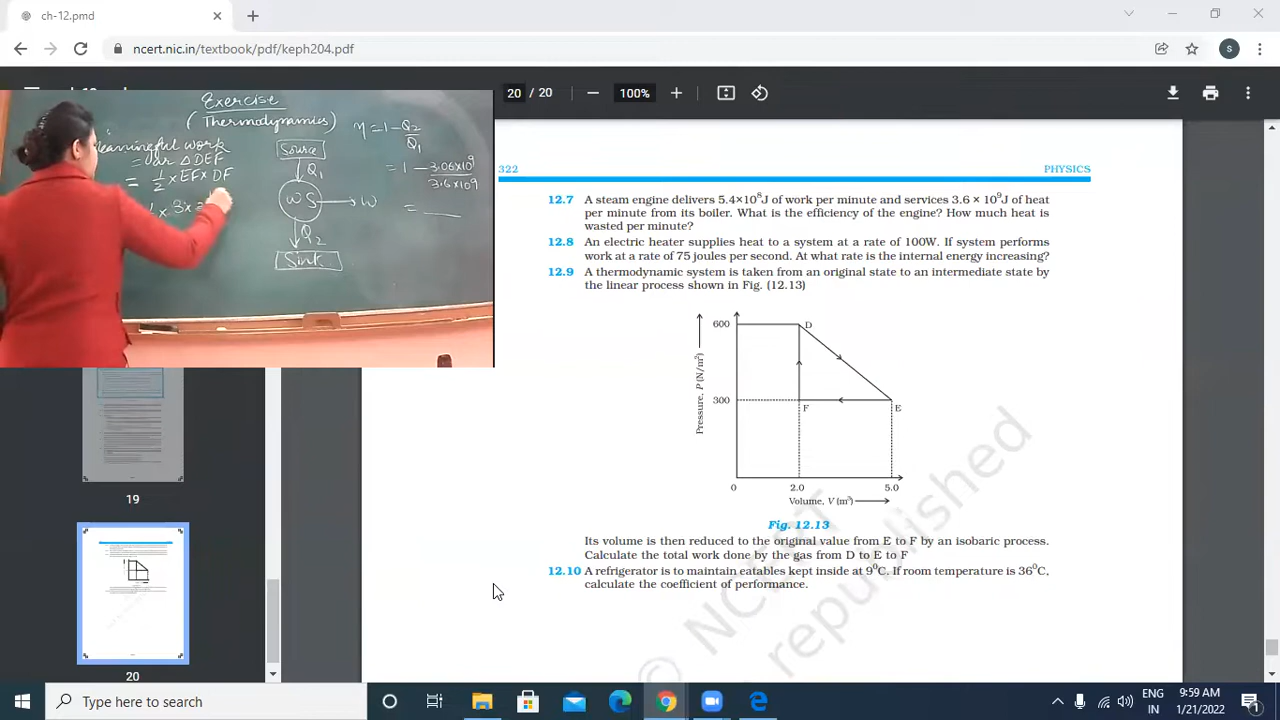 ch-12.pmd
ncert.nic.in/textbook/pdf/keph204.pdf
S
20 / 20
100%
Exercise
(Thermodynamics)
Meaningful work
= ar △DEF
= 1/2 × EF × DF
× 3 ×
Source
Q1
WS
W
Q2
Sink
η = 1 - Q2/Q1
= 1 - 3.06×10⁹/3.6×10⁹
= ___
19
20
322
PHYSICS
12.7 A steam engine delivers 5.4×10⁸J of work per minute and services 3.6 × 10⁹J of heat
per minute from its boiler. What is the efficiency of the engine? How much heat is
wasted per minute?
12.8 An electric heater supplies heat to a system at a rate of 100W. If system performs
work at a rate of 75 joules per second. At what rate is the internal energy increasing?
12.9 A thermodynamic system is taken from an original state to an intermediate state by
the linear process shown in Fig. (12.13)
600
D
Pressure, P (N/m²)
300
F
E
0
2.0
5.0
Volume, V (m³)
Fig. 12.13
Its volume is then reduced to the original value from E to F by an isobaric process.
Calculate the total work done by the gas from D to E to F
12.10 A refrigerator is to maintain eatables kept inside at 9⁰C. If room temperature is 36⁰C,
calculate the coefficient of performance.
© NCERT
republished
Type here to search
ENG
IN
9:59 AM
1/21/2022
1